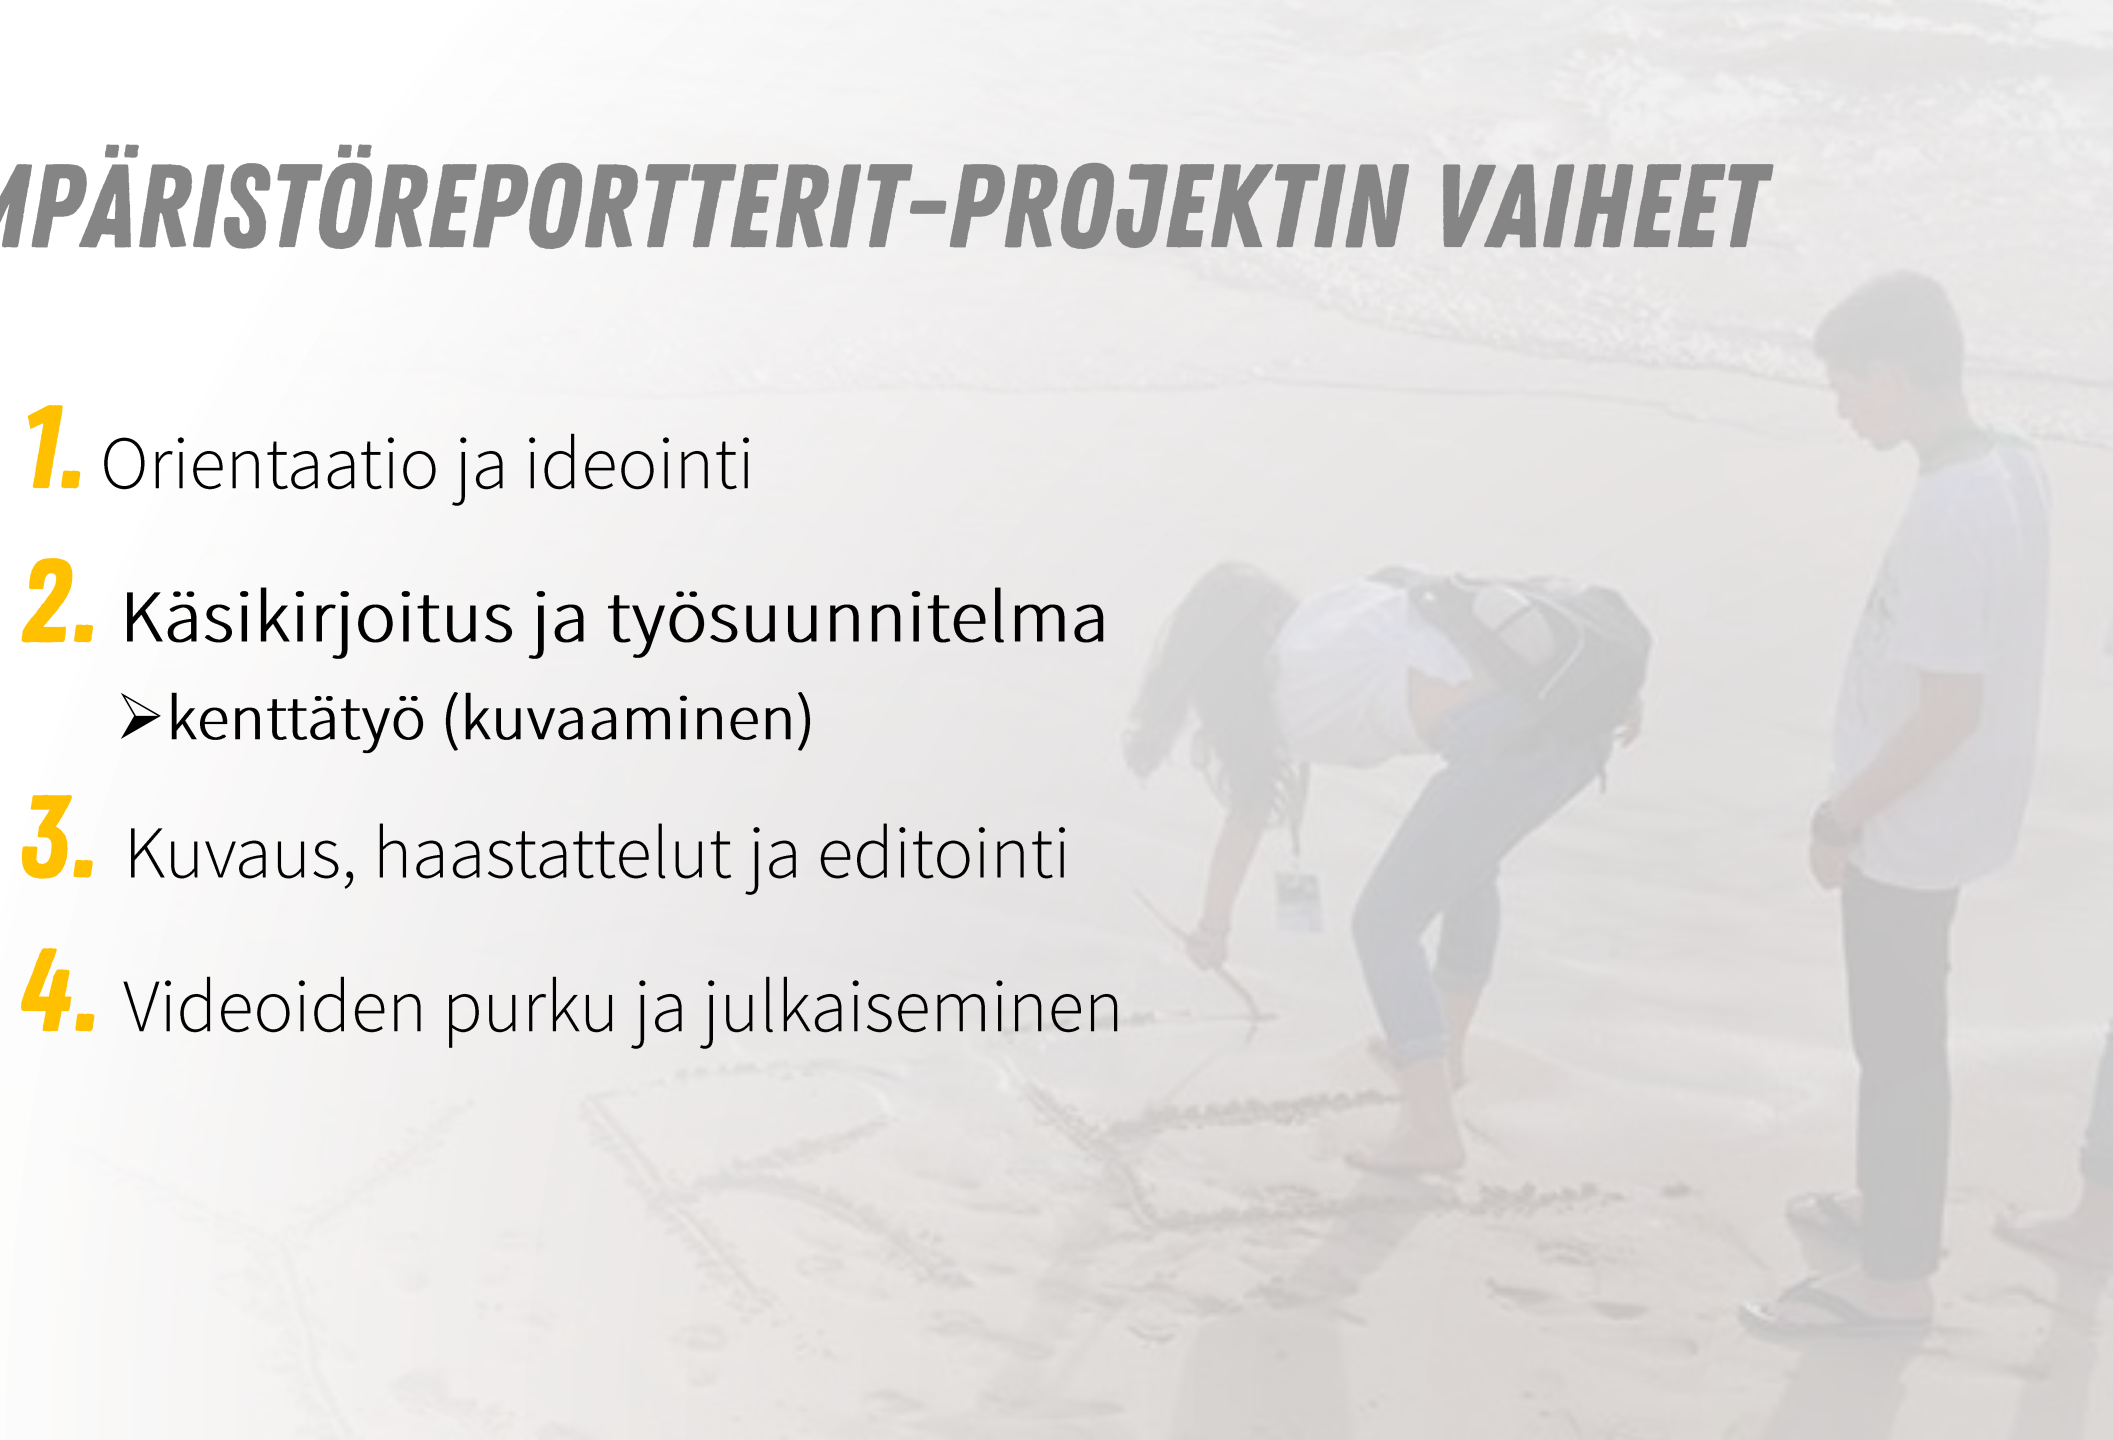 MPÄRISTÖREPORTTERIT-PROJEKTIN VAIHEET
1. Orientaatio ja ideointi
2. Käsikirjoitus ja työsuunnitelma
➢kenttätyö (kuvaaminen)
3. Kuvaus, haastattelut ja editointi
4. Videoiden purku ja julkaiseminen